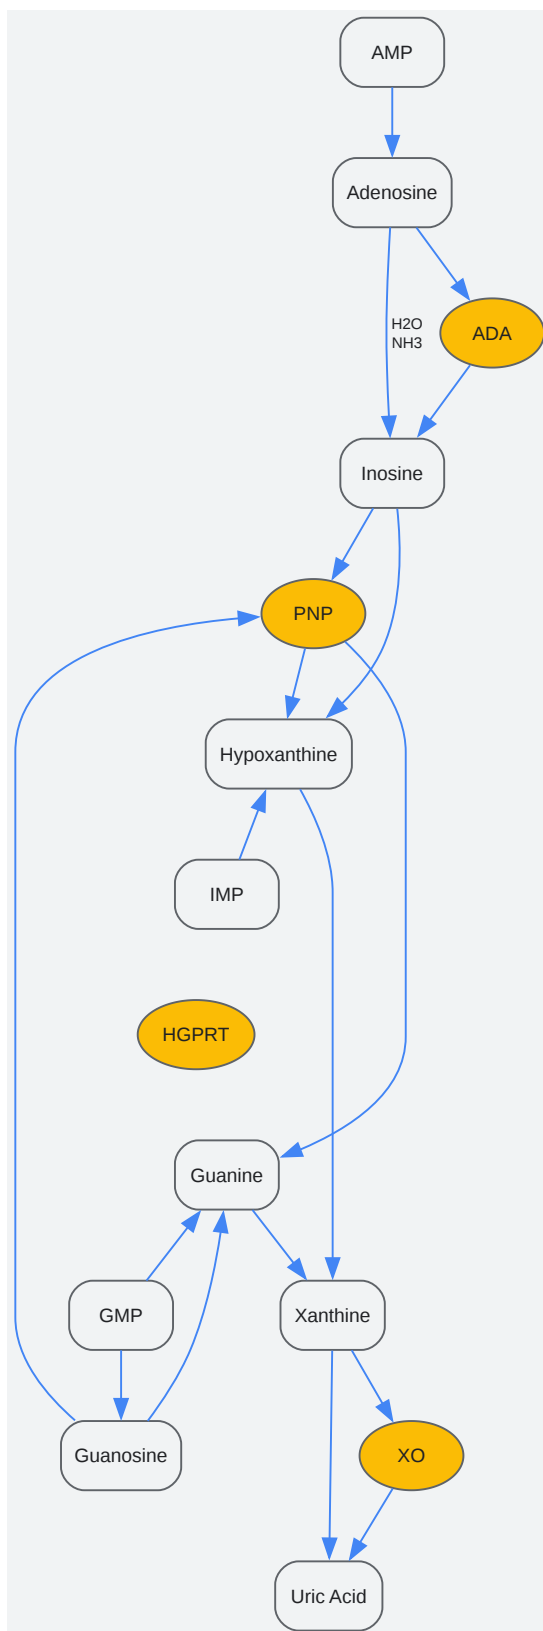 AMP
Adenosine
H2O
NH3
ADA
Inosine
PNP
Hypoxanthine
IMP
HGPRT
Guanine
GMP
Xanthine
Guanosine
XO
Uric Acid